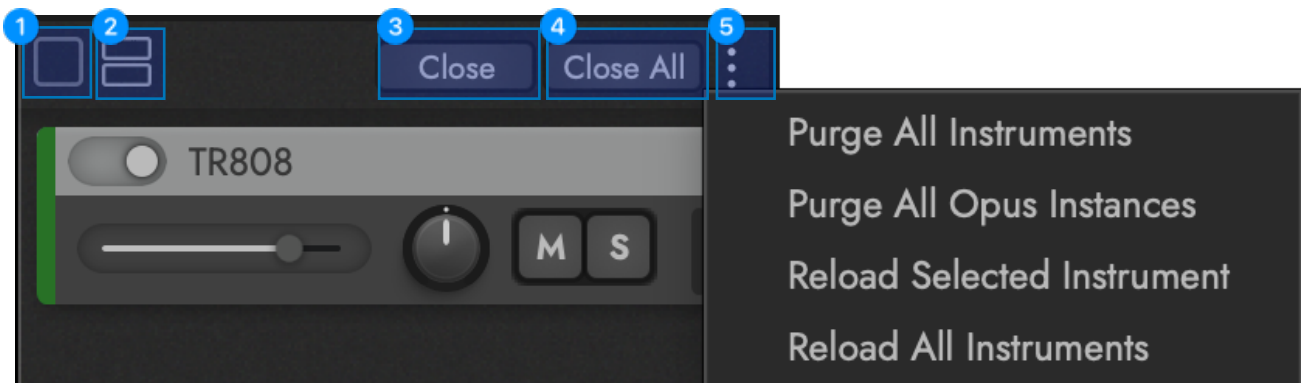 1 2 3 4 5
Close Close All
TR808
M S
Purge All Instruments
Purge All Opus Instances
Reload Selected Instrument
Reload All Instruments